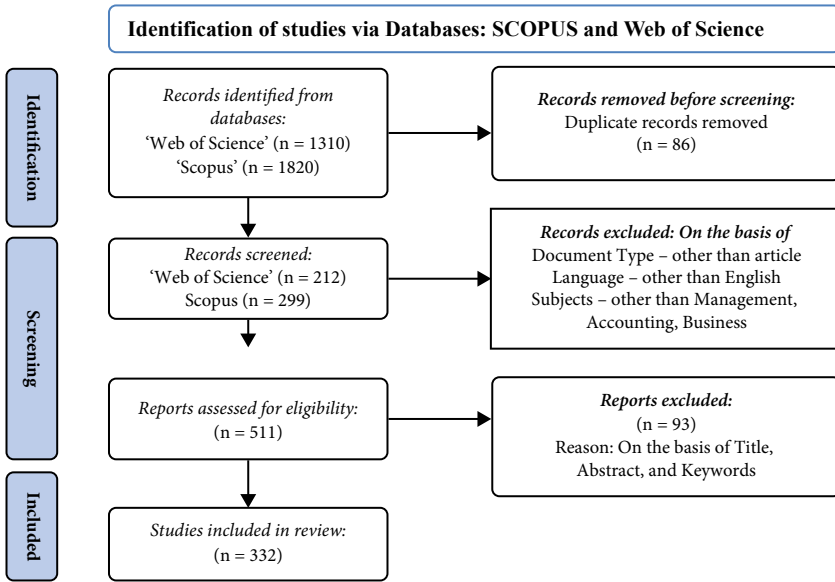 Identification of studies via Databases: SCOPUS and Web of Science
Identification
Records identified from
databases:
‘Web of Science’ (n = 1310)
‘Scopus’ (n = 1820)
Records removed before screening:
Duplicate records removed
(n = 86)
Screening
Records screened:
‘Web of Science’ (n = 212)
Scopus (n = 299)
Records excluded: On the basis of
Document Type – other than article
Language – other than English
Subjects – other than Management,
Accounting, Business
Reports assessed for eligibility:
(n = 511)
Reports excluded:
(n = 93)
Reason: On the basis of Title,
Abstract, and Keywords
Included
Studies included in review:
(n = 332)